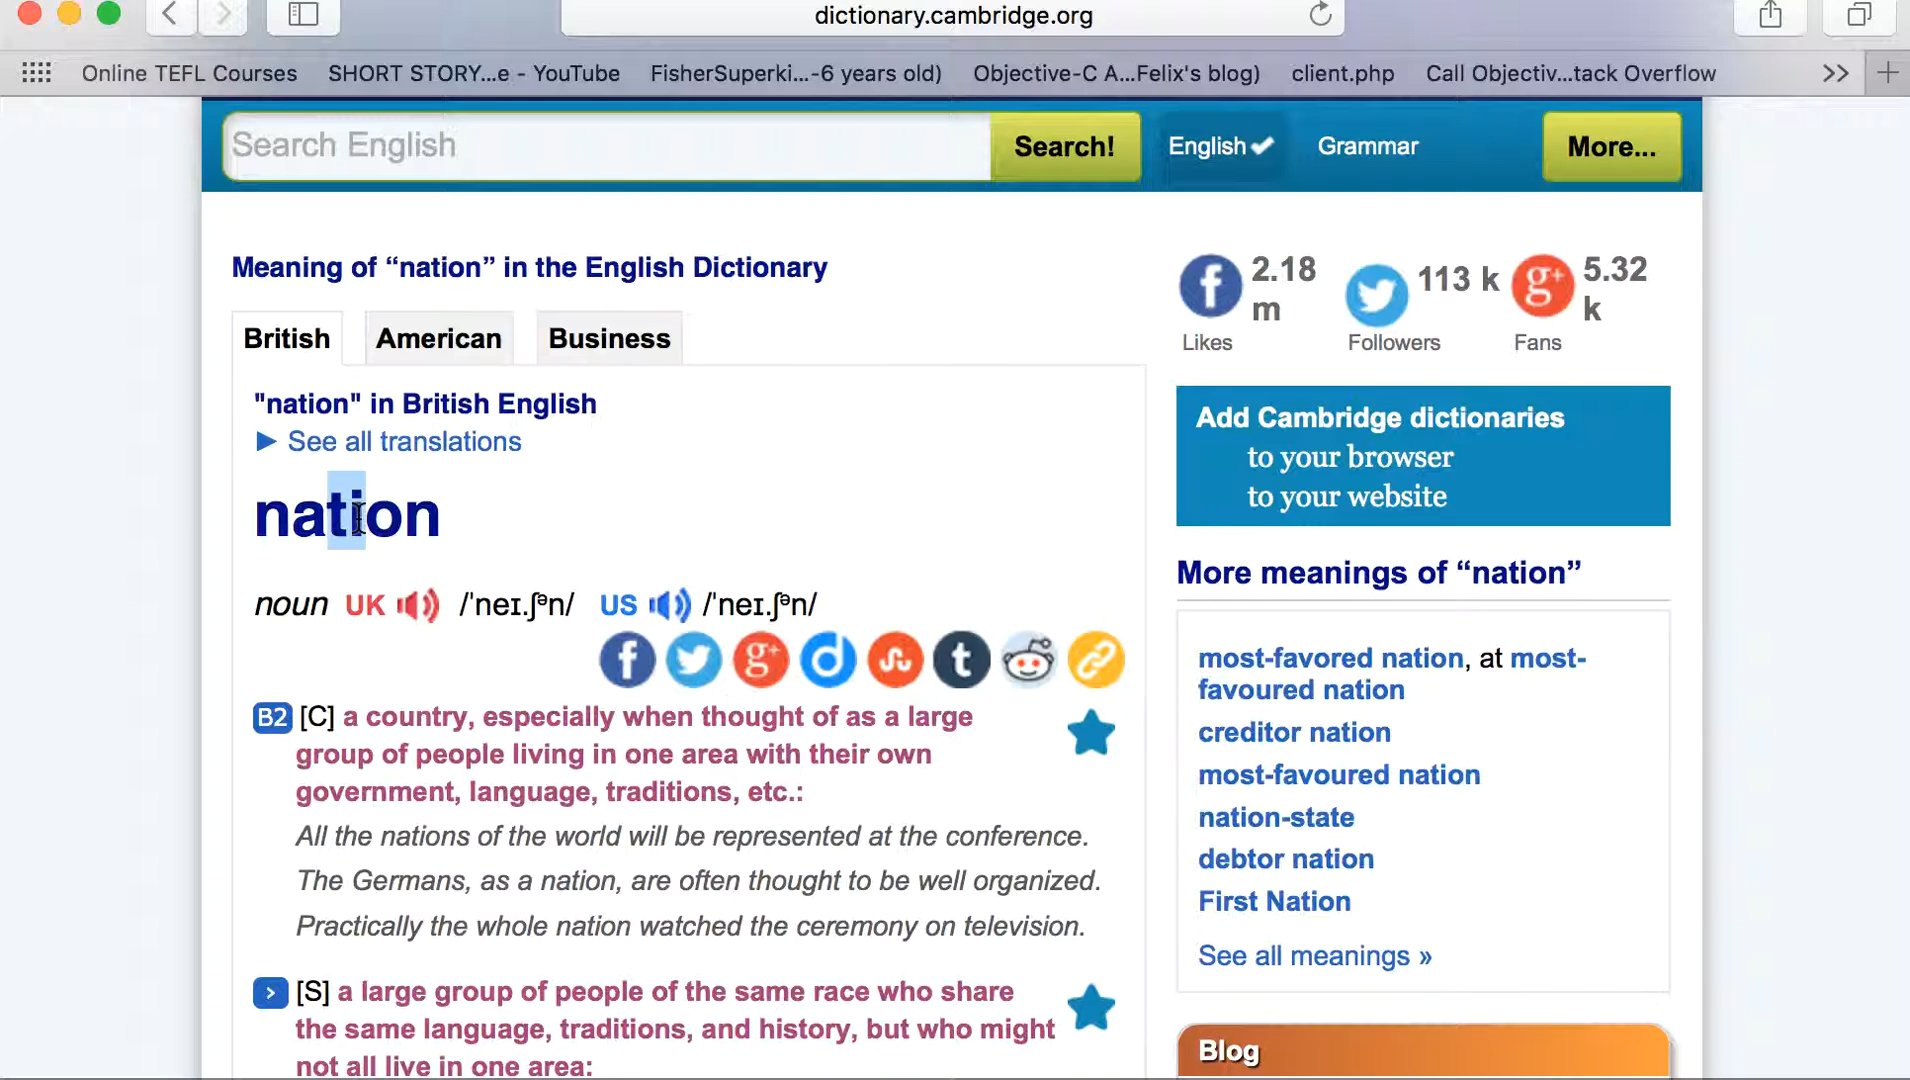 dictionary.cambridge.org
Online TEFL Courses SHORT STORY...e - YouTube FisherSuperki...-6 years old) Objective-C A...Felix's blog) client.php Call Objectiv...tack Overflow >> +
Search English Search! English Grammar More...
Meaning of “nation” in the English Dictionary
British American Business
"nation" in British English
► See all translations
nation
noun UK /ˈneɪ.ʃᵊn/ US /ˈneɪ.ʃᵊn/
B2 [C] a country, especially when thought of as a large
group of people living in one area with their own
government, language, traditions, etc.:
All the nations of the world will be represented at the conference.
The Germans, as a nation, are often thought to be well organized.
Practically the whole nation watched the ceremony on television.
> [S] a large group of people of the same race who share
the same language, traditions, and history, but who might
not all live in one area:
f 2.18 m
Likes
113 k
Followers
g+ 5.32 k
Fans
Add Cambridge dictionaries
to your browser
to your website
More meanings of “nation”
most-favored nation, at most-
favoured nation
creditor nation
most-favoured nation
nation-state
debtor nation
First Nation
See all meanings »
Blog